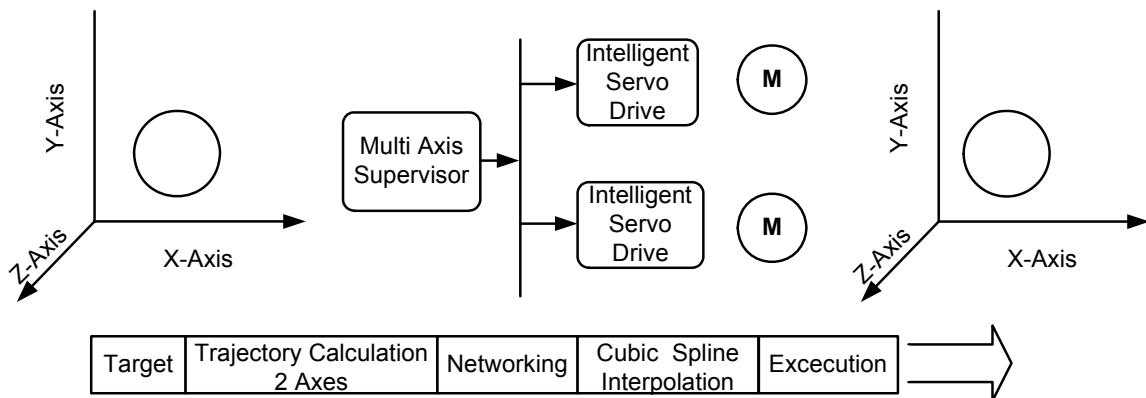 Y-Axis
Z-Axis
X-Axis
Multi Axis
Supervisor
Intelligent
Servo
Drive
M
Intelligent
Servo
Drive
M
Y-Axis
Z-Axis
X-Axis
Target
Trajectory Calculation
2 Axes
Networking
Cubic Spline
Interpolation
Excecution